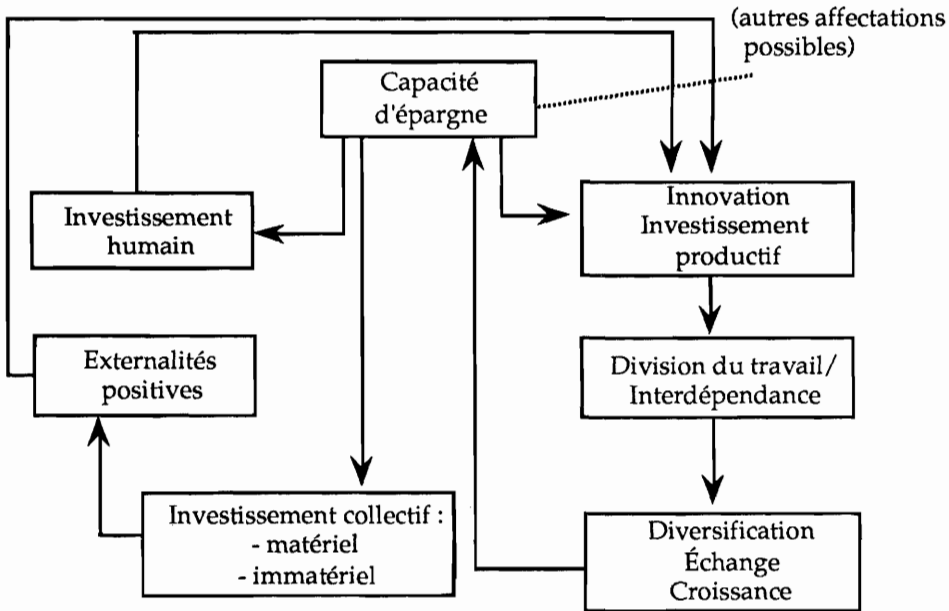 (autres affectations
possibles)
Capacité
d'épargne
Investissement
humain
Innovation
Investissement
productif
Externalités
positives
Division du travail/
Interdépendance
Investissement collectif :
- matériel
- immatériel
Diversification
Échange
Croissance